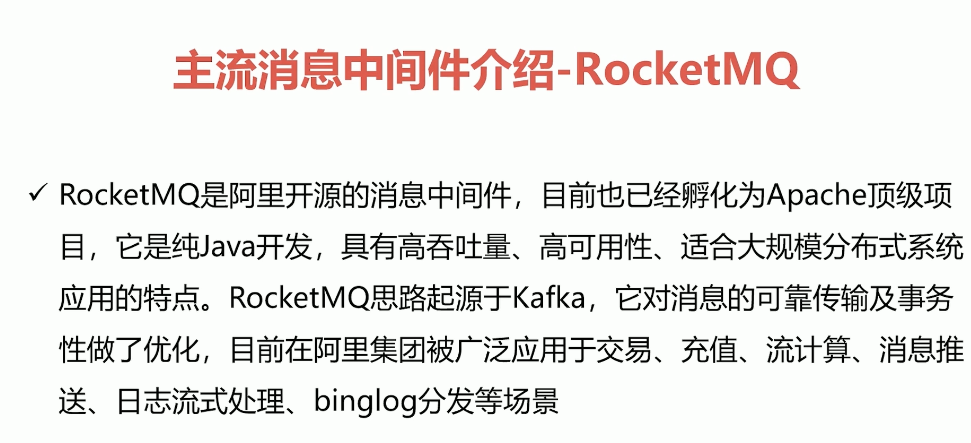 主流消息中间件介绍-RocketMQ
✓ RocketMQ是阿里开源的消息中间件，目前也已经孵化为Apache顶级项
目，它是纯Java开发，具有高吞吐量、高可用性、适合大规模分布式系统
应用的特点。RocketMQ思路起源于Kafka，它对消息的可靠传输及事务
性做了优化，目前在阿里集团被广泛应用于交易、充值、流计算、消息推
送、日志流式处理、binglog分发等场景